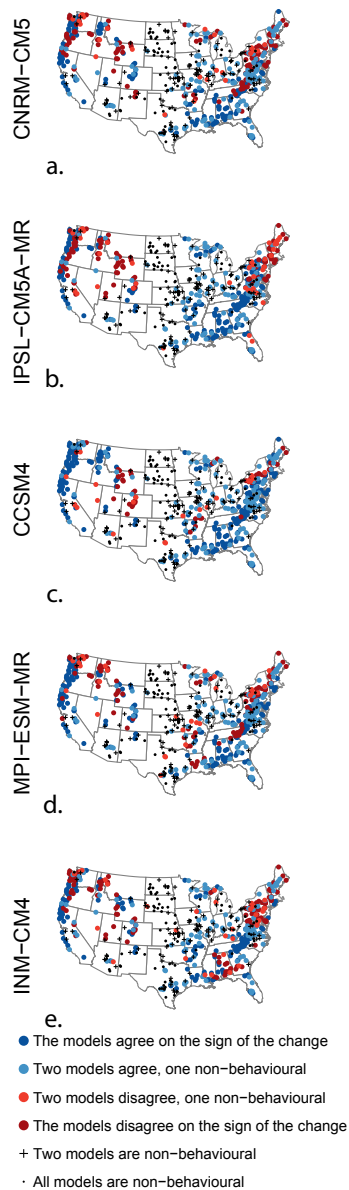 CNRM−CM5
a.
IPSL−CM5A−MR
b.
CCSM4
c.
MPI−ESM−MR
d.
INM−CM4
e.
The models agree on the sign of the change
Two models agree, one non−behavioural
Two models disagree, one non−behavioural
The models disagree on the sign of the change
+ Two models are non−behavioural
· All models are non−behavioural